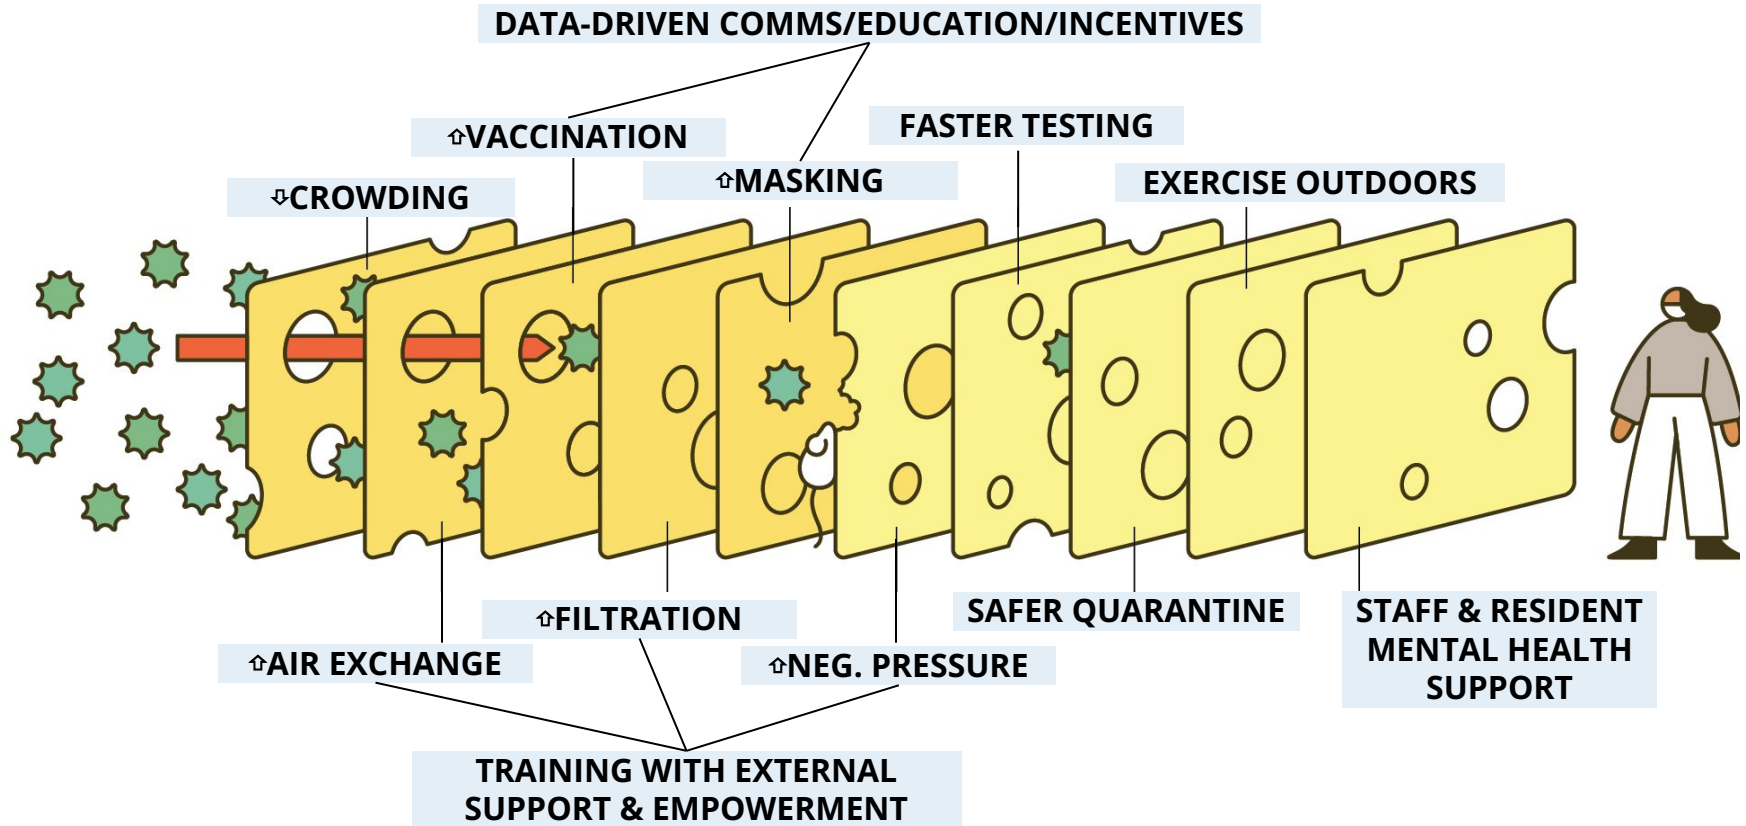 DATA-DRIVEN COMMS/EDUCATION/INCENTIVES
⇧VACCINATION
FASTER TESTING
⇧MASKING
EXERCISE OUTDOORS
⇩CROWDING
SAFER QUARANTINE
STAFF & RESIDENT
MENTAL HEALTH
SUPPORT
⇧FILTRATION
⇧AIR EXCHANGE
⇧NEG. PRESSURE
TRAINING WITH EXTERNAL
SUPPORT & EMPOWERMENT